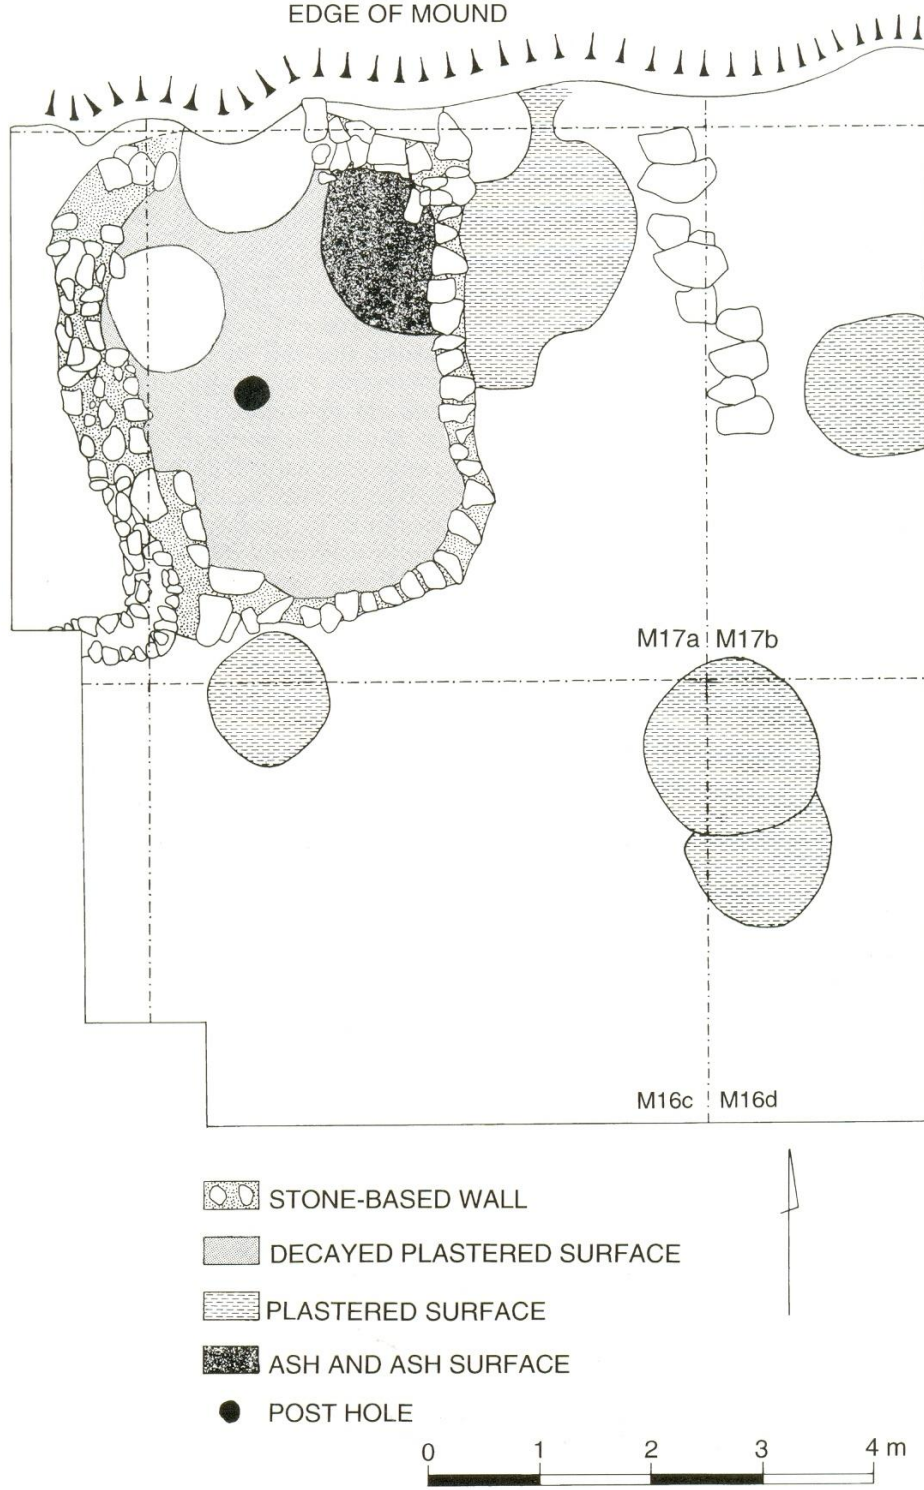 EDGE OF MOUND
M17a M17b
M16c M16d
STONE-BASED WALL
DECAYED PLASTERED SURFACE
PLASTERED SURFACE
ASH AND ASH SURFACE
POST HOLE
0 1 2 3 4 m